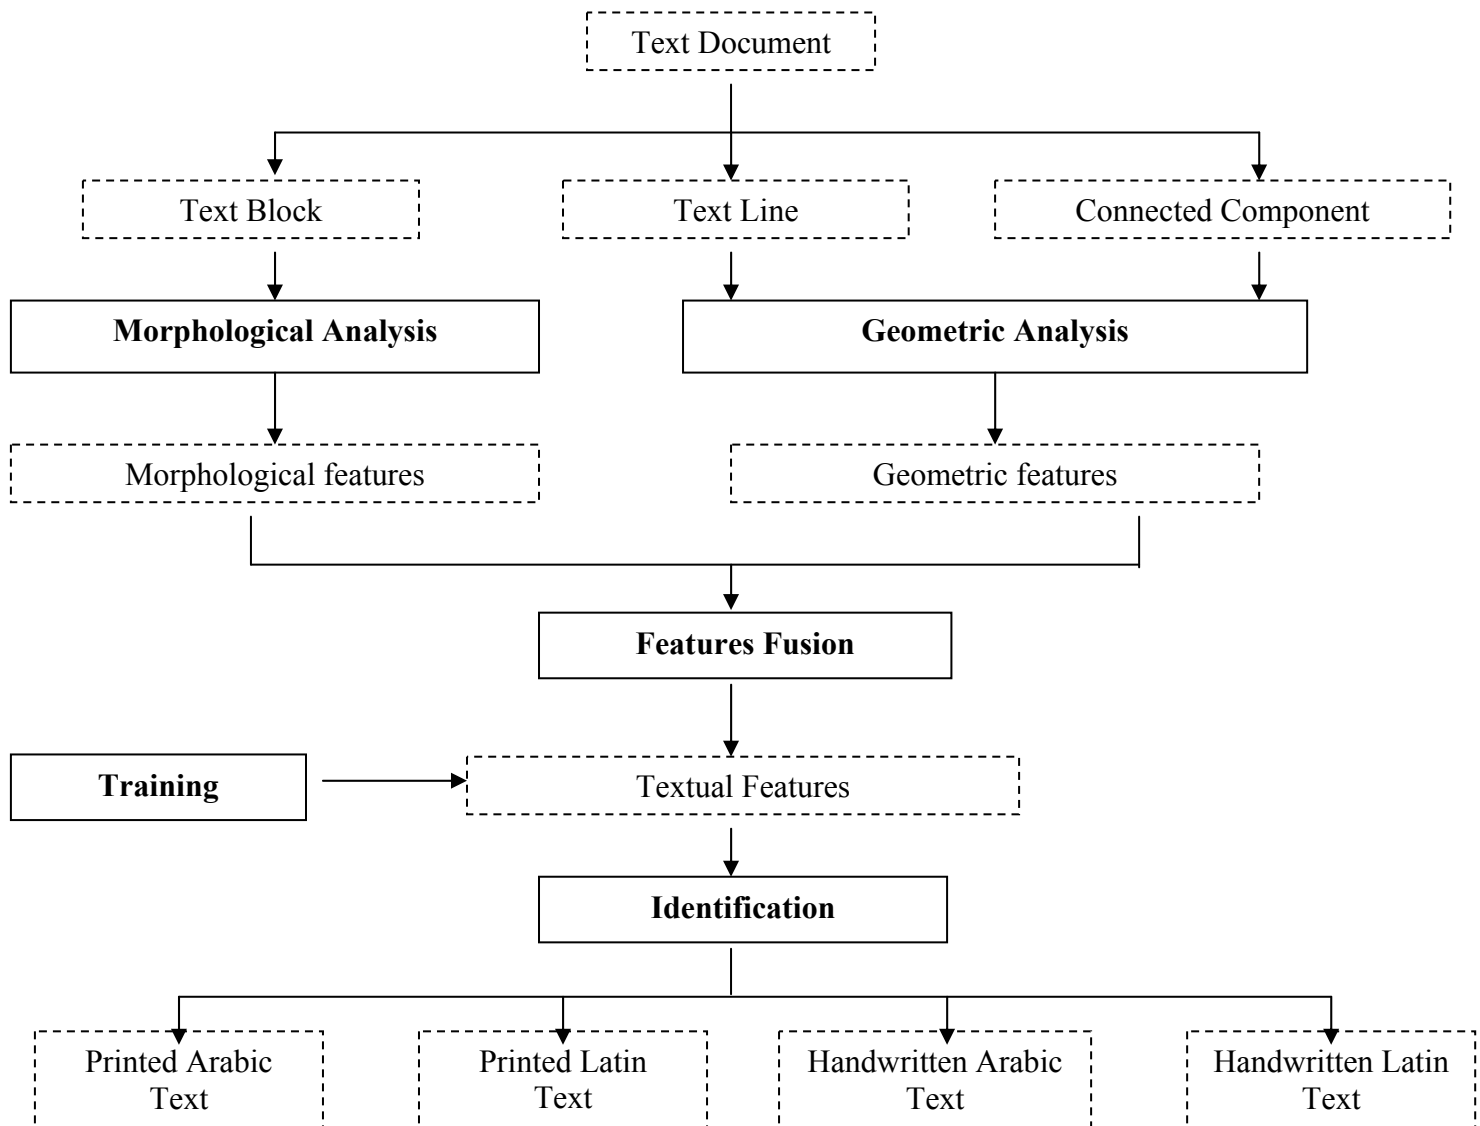 Text Document
Text Block
Text Line
Connected Component
Morphological Analysis
Geometric Analysis
Morphological features
Geometric features
Features Fusion
Training
Textual Features
Identification
Printed Arabic
Text
Printed Latin
Text
Handwritten Arabic
Text
Handwritten Latin
Text